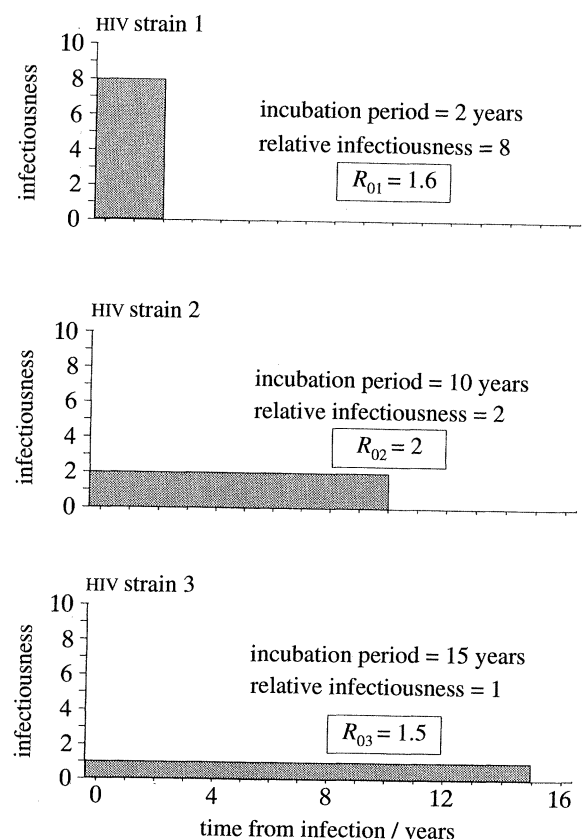 HIV strain 1
10
8
6
4
2
0
infectiousness
incubation period = 2 years
relative infectiousness = 8
R01 = 1.6
HIV strain 2
10
8
6
4
2
0
infectiousness
incubation period = 10 years
relative infectiousness = 2
R02 = 2
HIV strain 3
10
8
6
4
2
0
infectiousness
incubation period = 15 years
relative infectiousness = 1
R03 = 1.5
0 4 8 12 16
time from infection / years